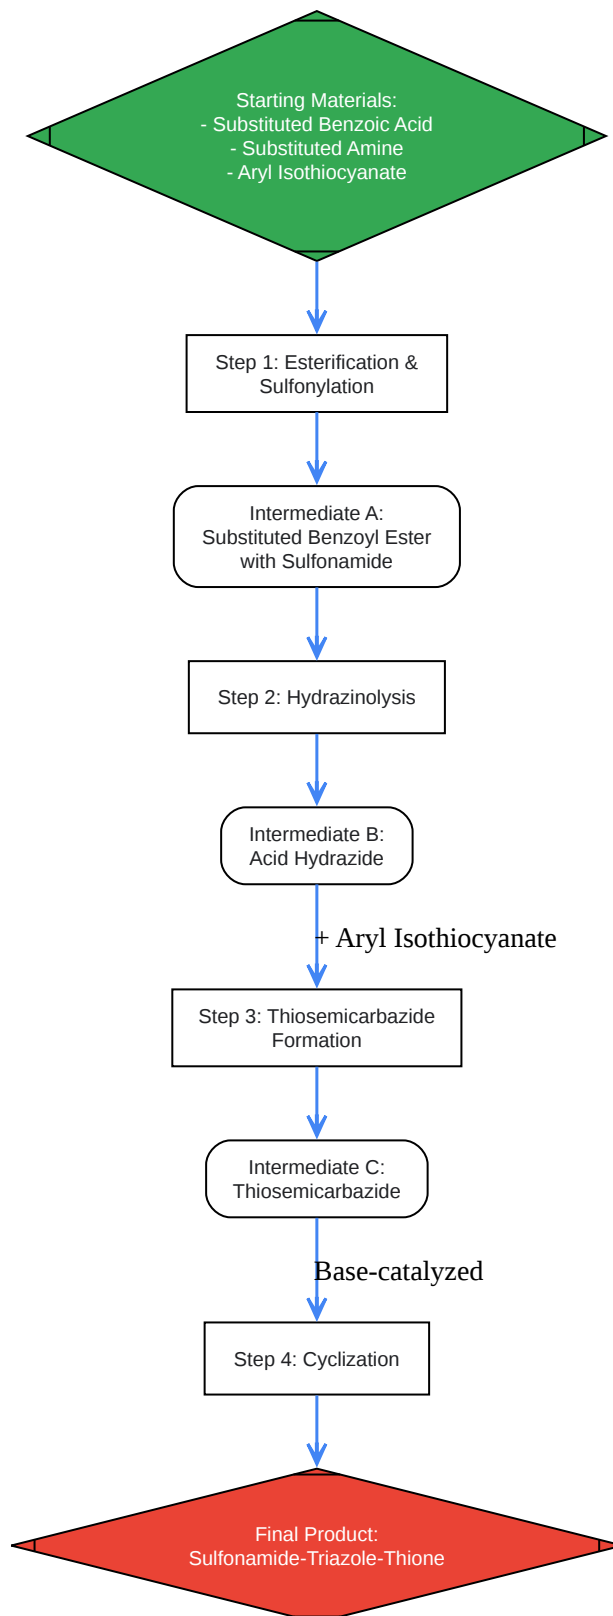 Starting Materials:
- Substituted Benzoic Acid
- Substituted Amine
- Aryl Isothiocyanate
Step 1: Esterification &
Sulfonylation
Intermediate A:
Substituted Benzoyl Ester
with Sulfonamide
Step 2: Hydrazinolysis
Intermediate B:
Acid Hydrazide
+ Aryl Isothiocyanate
Step 3: Thiosemicarbazide
Formation
Intermediate C:
Thiosemicarbazide
Base-catalyzed
Step 4: Cyclization
Final Product:
Sulfonamide-Triazole-Thione